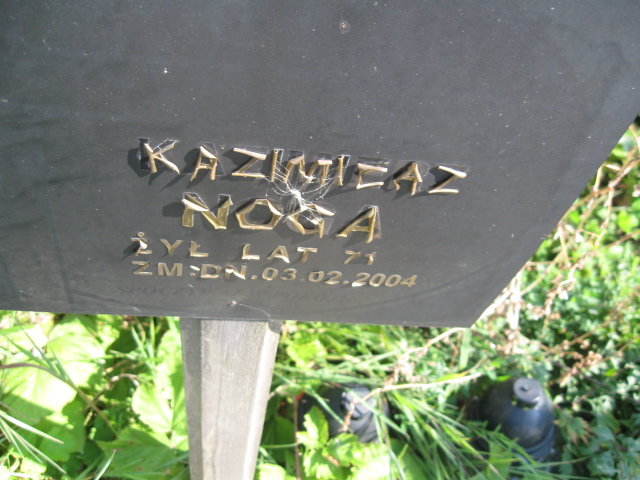 KAZIMIERZ
NOGA
ŻYŁ LAT 71
ZM.DN.03.02.2004